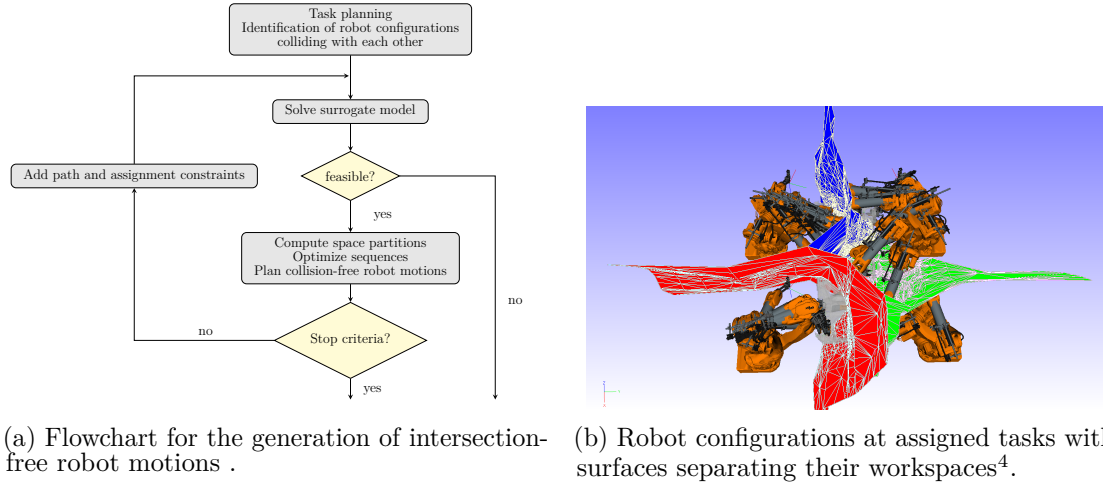 Task planning
Identification of robot configurations
colliding with each other
Solve surrogate model
Add path and assignment constraints
feasible?
yes
Compute space partitions
Optimize sequences
Plan collision-free robot motions
no
no
Stop criteria?
yes
(a) Flowchart for the generation of intersection-
free robot motions .
(b) Robot configurations at assigned tasks with
surfaces separating their workspaces⁴.